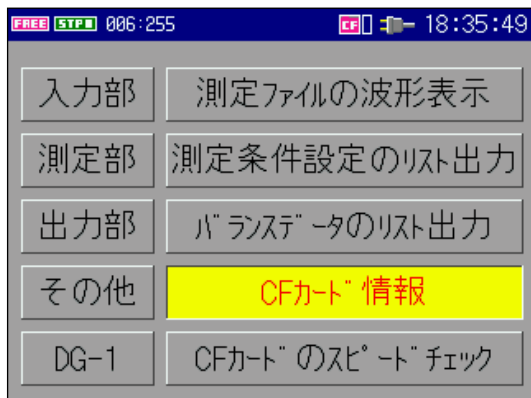 FREE STP 006:255 CF 18:35:49
入力部 測定ファイルの波形表示
測定部 測定条件設定のリスト出力
出力部 バランスデータのリスト出力
その他 CFカード情報
DG-1 CFカードのスピードチェック